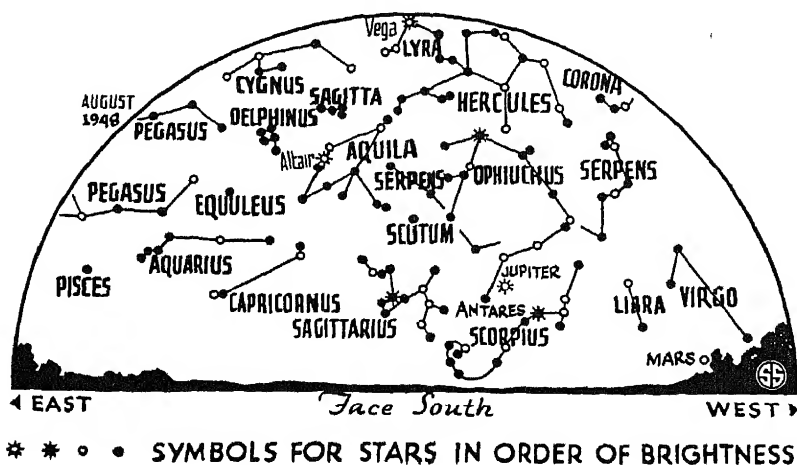 Vega
LYRA
CYGNUS
CORONA
SAGITTA
HERCULES
AUGUST
1948
DELPHINUS
PEGASUS
Altair
AQUILA
SERPENS
OPHIUCHUS
SERPENS
PEGASUS
EQUULEUS
SCUTUM
AQUARIUS
JUPITER
PISCES
CAPRICORNUS
ANTARES
LIBRA
VIRGO
SAGITTARIUS
SCORPIUS
MARS
SS
EAST
Face South
WEST
SYMBOLS FOR STARS IN ORDER OF BRIGHTNESS